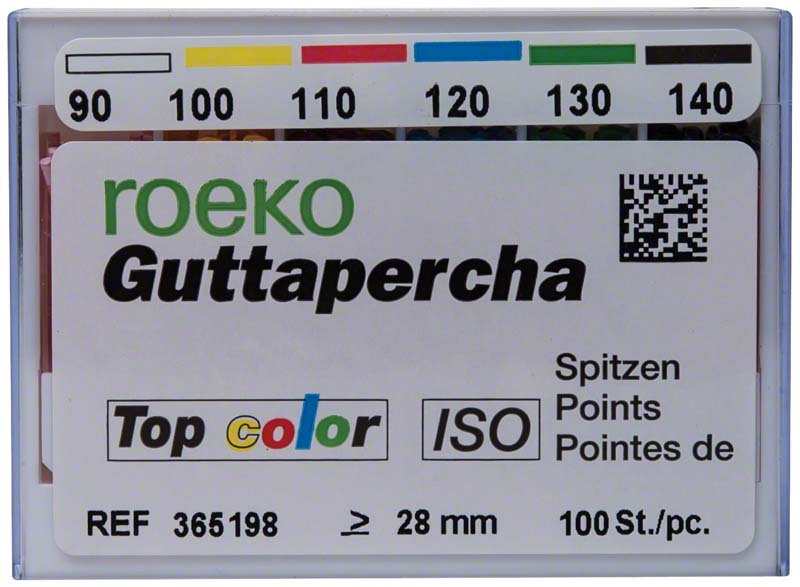 90 100 110 120 130 140
roeko
Guttapercha
Spitzen
Top color ISO Points
Pointes de
REF 365198 ≥ 28 mm 100 St./pc.